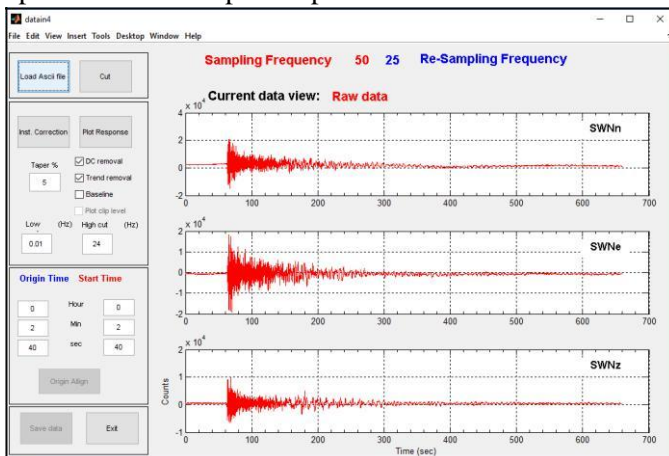 datain4
File Edit View Insert Tools Desktop Window Help
Load Ascii file Cut
Sampling Frequency 50 25 Re-Sampling Frequency
Current data view: Raw data
Inst. Correction Plot Response
Taper % DC removal
5 Trend removal
Baseline
Plot clip level
Low (Hz) High cut (Hz)
0.01 24
Origin Time Start Time
0 Hour 0
2 Min 2
40 sec 40
Origin Align
Save data Exit
x 10^4
4
2
0
-2
SWNn
0 100 200 300 400 500 600 700
x 10^4
2
1
0
-1
-2
SWNe
0 100 200 300 400 500 600 700
x 10^4
2
1
0
-1
Counts
SWNz
0 100 200 300 400 500 600 700
Time (sec)